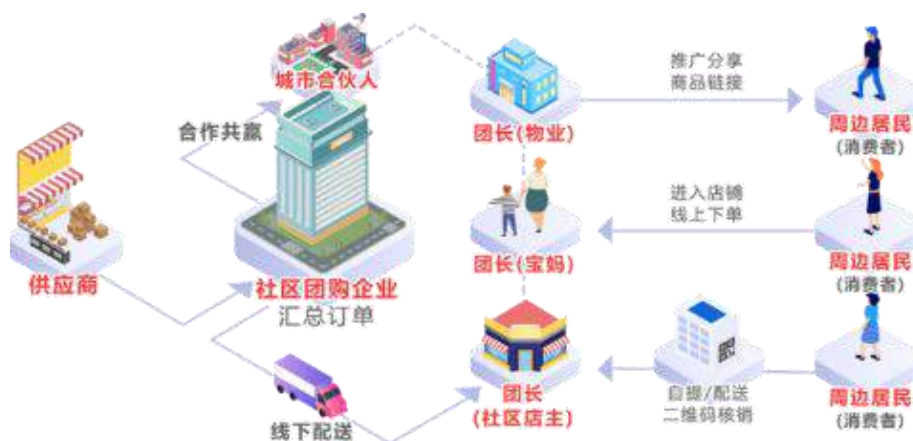 城市合伙人
合作共赢
供应商
社区团购企业
汇总订单
线下配送
团长(物业)
推广分享
商品链接
周边居民
(消费者)
团长(宝妈)
进入店铺
线上下单
周边居民
(消费者)
团长
(社区店主)
自提/配送
二维码核销
周边居民
(消费者)